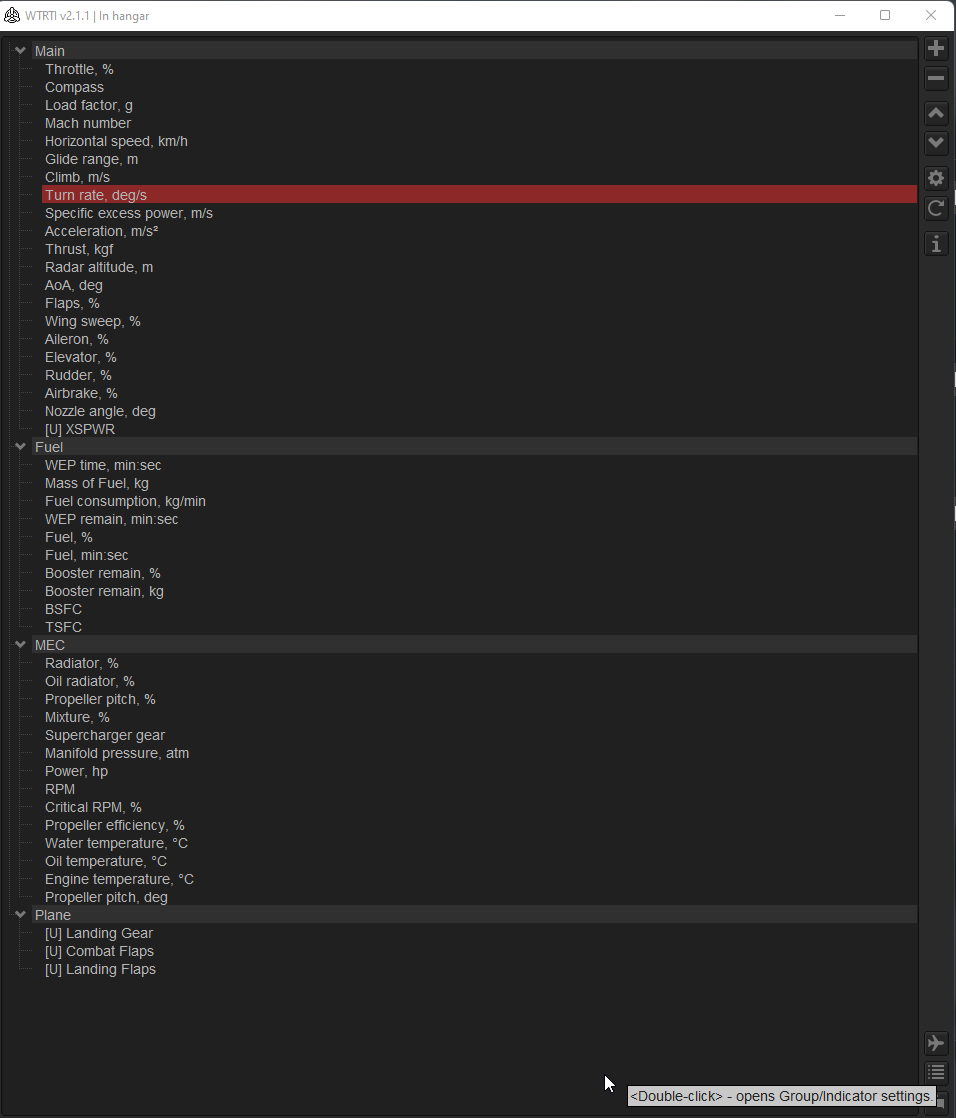 WTRTI v2.1.1 | In hangar
Main
Throttle, %
Compass
Load factor, g
Mach number
Horizontal speed, km/h
Glide range, m
Climb, m/s
Turn rate, deg/s
Specific excess power, m/s
Acceleration, m/s²
Thrust, kgf
Radar altitude, m
AoA, deg
Flaps, %
Wing sweep, %
Aileron, %
Elevator, %
Rudder, %
Airbrake, %
Nozzle angle, deg
[U] XSPWR
Fuel
WEP time, min:sec
Mass of Fuel, kg
Fuel consumption, kg/min
WEP remain, min:sec
Fuel, %
Fuel, min:sec
Booster remain, %
Booster remain, kg
BSFC
TSFC
MEC
Radiator, %
Oil radiator, %
Propeller pitch, %
Mixture, %
Supercharger gear
Manifold pressure, atm
Power, hp
RPM
Critical RPM, %
Propeller efficiency, %
Water temperature, °C
Oil temperature, °C
Engine temperature, °C
Propeller pitch, deg
Plane
[U] Landing Gear
[U] Combat Flaps
[U] Landing Flaps
<Double-click> - opens Group/Indicator settings.